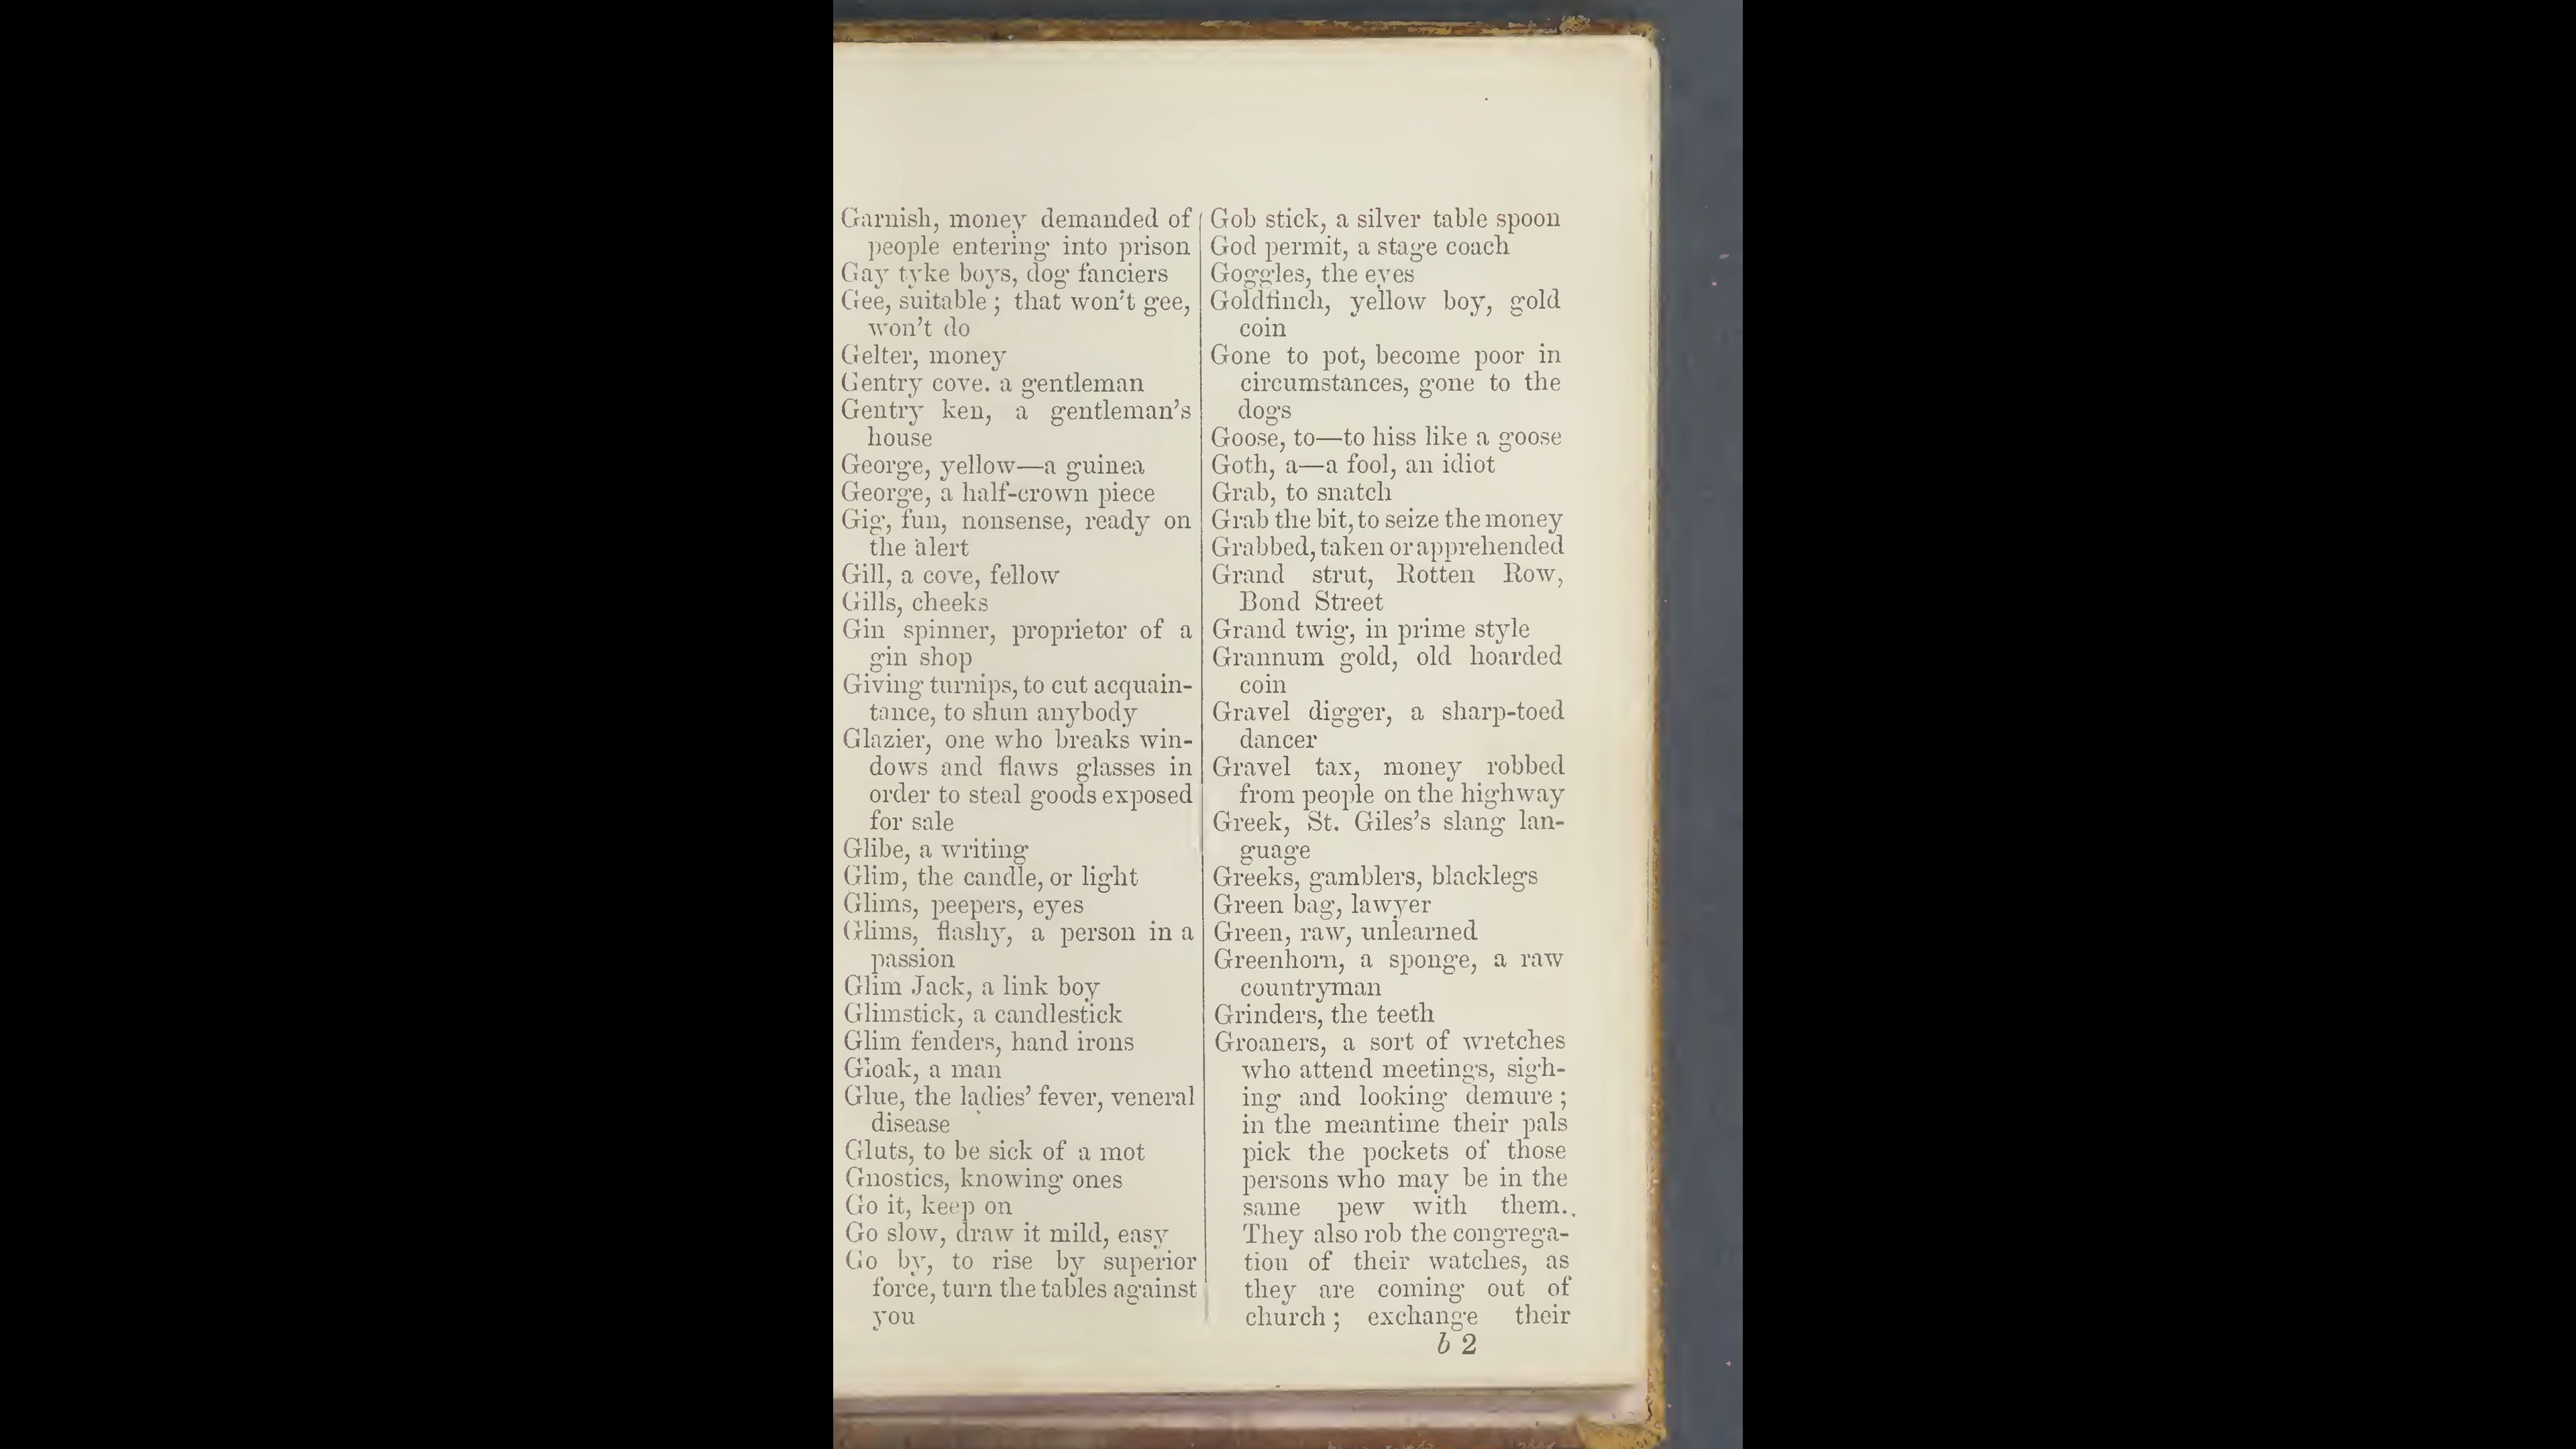 Garnish, money demanded of
people entering into prison
Gay tyke boys, dog fanciers
Gee, suitable ; that won't gee,
won't do
Gelter, money
Gentry cove. a gentleman
Gentry ken, a gentleman's
house
George, yellow—a guinea
George, a half-crown piece
Gig, fun, nonsense, ready on
the alert
Gill, a cove, fellow
Gills, cheeks
Gin spinner, proprietor of a
gin shop
Giving turnips, to cut acquain-
tance, to shun anybody
Glazier, one who breaks win-
dows and flaws glasses in
order to steal goods exposed
for sale
Glibe, a writing
Glim, the candle, or light
Glims, peepers, eyes
Glims, flashy, a person in a
passion
Glim Jack, a link boy
Glimstick, a candlestick
Glim fenders, hand irons
Gloak, a man
Glue, the ladies' fever, veneral
disease
Gluts, to be sick of a mot
Gnostics, knowing ones
Go it, keep on
Go slow, draw it mild, easy
Go by, to rise by superior
force, turn the tables against
you
Gob stick, a silver table spoon
God permit, a stage coach
Goggles, the eyes
Goldfinch, yellow boy, gold
coin
Gone to pot, become poor in
circumstances, gone to the
dogs
Goose, to—to hiss like a goose
Goth, a—a fool, an idiot
Grab, to snatch
Grab the bit, to seize the money
Grabbed, taken or apprehended
Grand strut, Rotten Row,
Bond Street
Grand twig, in prime style
Grannum gold, old hoarded
coin
Gravel digger, a sharp-toed
dancer
Gravel tax, money robbed
from people on the highway
Greek, St. Giles's slang lan-
guage
Greeks, gamblers, blacklegs
Green bag, lawyer
Green, raw, unlearned
Greenhorn, a sponge, a raw
countryman
Grinders, the teeth
Groaners, a sort of wretches
who attend meetings, sigh-
ing and looking demure ;
in the meantime their pals
pick the pockets of those
persons who may be in the
same pew with them.
They also rob the congrega-
tion of their watches, as
they are coming out of
church ; exchange their
b 2